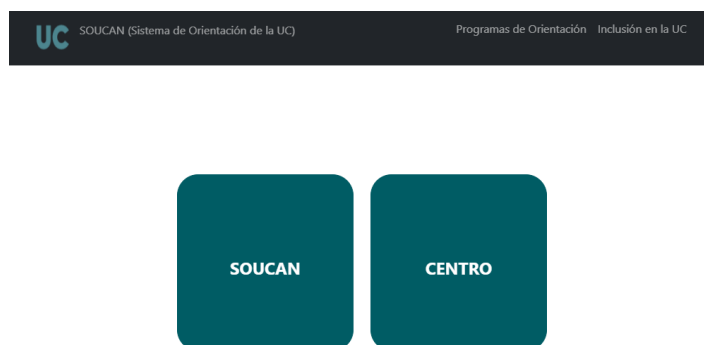 UC SOUCAN (Sistema de Orientación de la UC) Programas de Orientación Inclusión en la UC
SOUCAN CENTRO